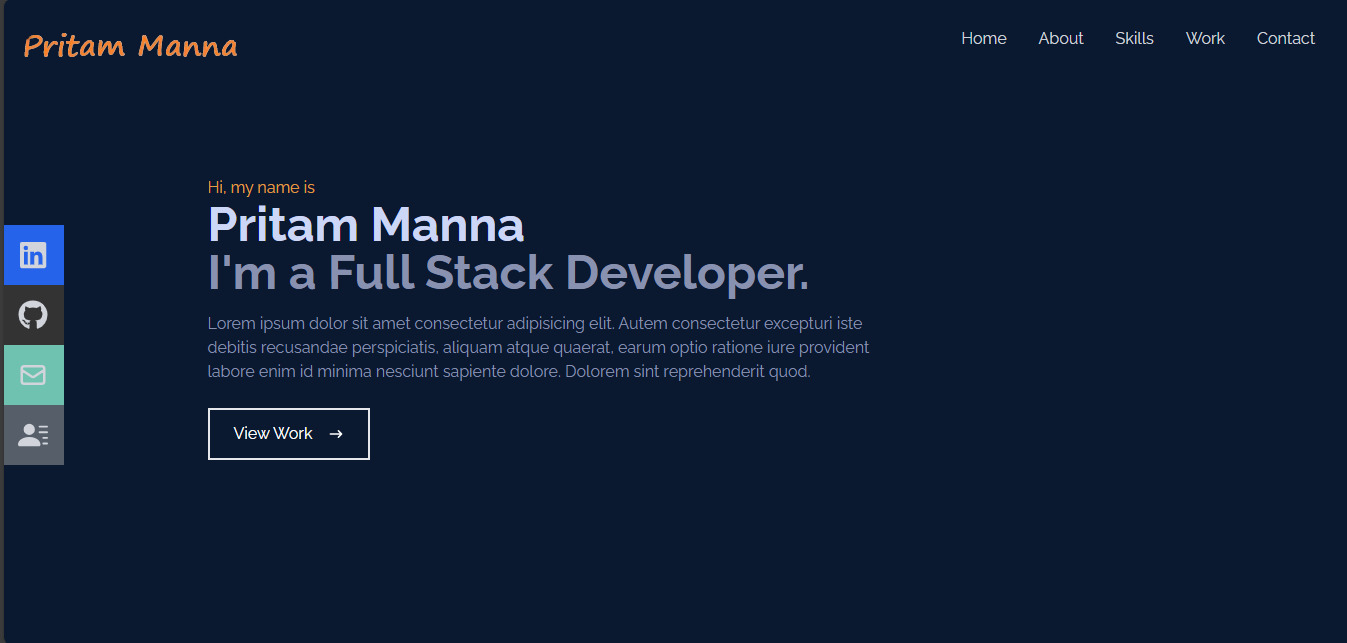 Pritam Manna
Home About Skills Work Contact
Hi, my name is
Pritam Manna
I'm a Full Stack Developer.
Lorem ipsum dolor sit amet consectetur adipisicing elit. Autem consectetur excepturi iste
debitis recusandae perspiciatis, aliquam atque quaerat, earum optio ratione iure provident
labore enim id minima nesciunt sapiente dolore. Dolorem sint reprehenderit quod.
in
View Work →